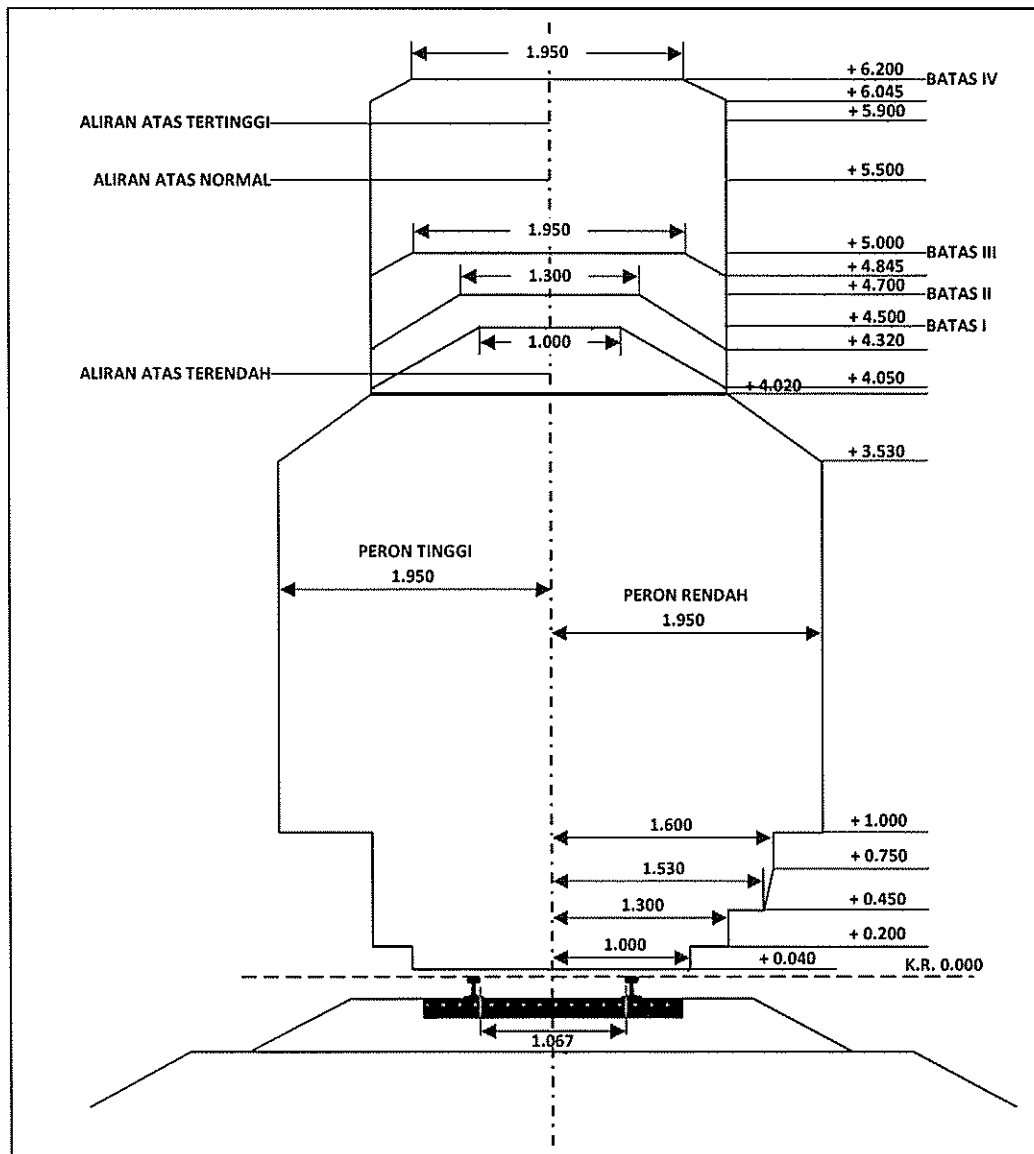 1.950
+ 6.200 BATAS IV
+ 6.045
+ 5.900
ALIRAN ATAS TERTINGGI
ALIRAN ATAS NORMAL
+ 5.500
1.950
+ 5.000 BATAS III
+ 4.845
1.300
+ 4.700 BATAS II
+ 4.500 BATAS I
1.000
+ 4.320
ALIRAN ATAS TERENDAH
+ 4.050
+ 4.020
+ 3.530
PERON TINGGI
1.950
PERON RENDAH
1.950
1.600
+ 1.000
+ 0.750
1.530
+ 0.450
1.300
+ 0.200
1.000
+ 0.040
K.R. 0.000
1.067